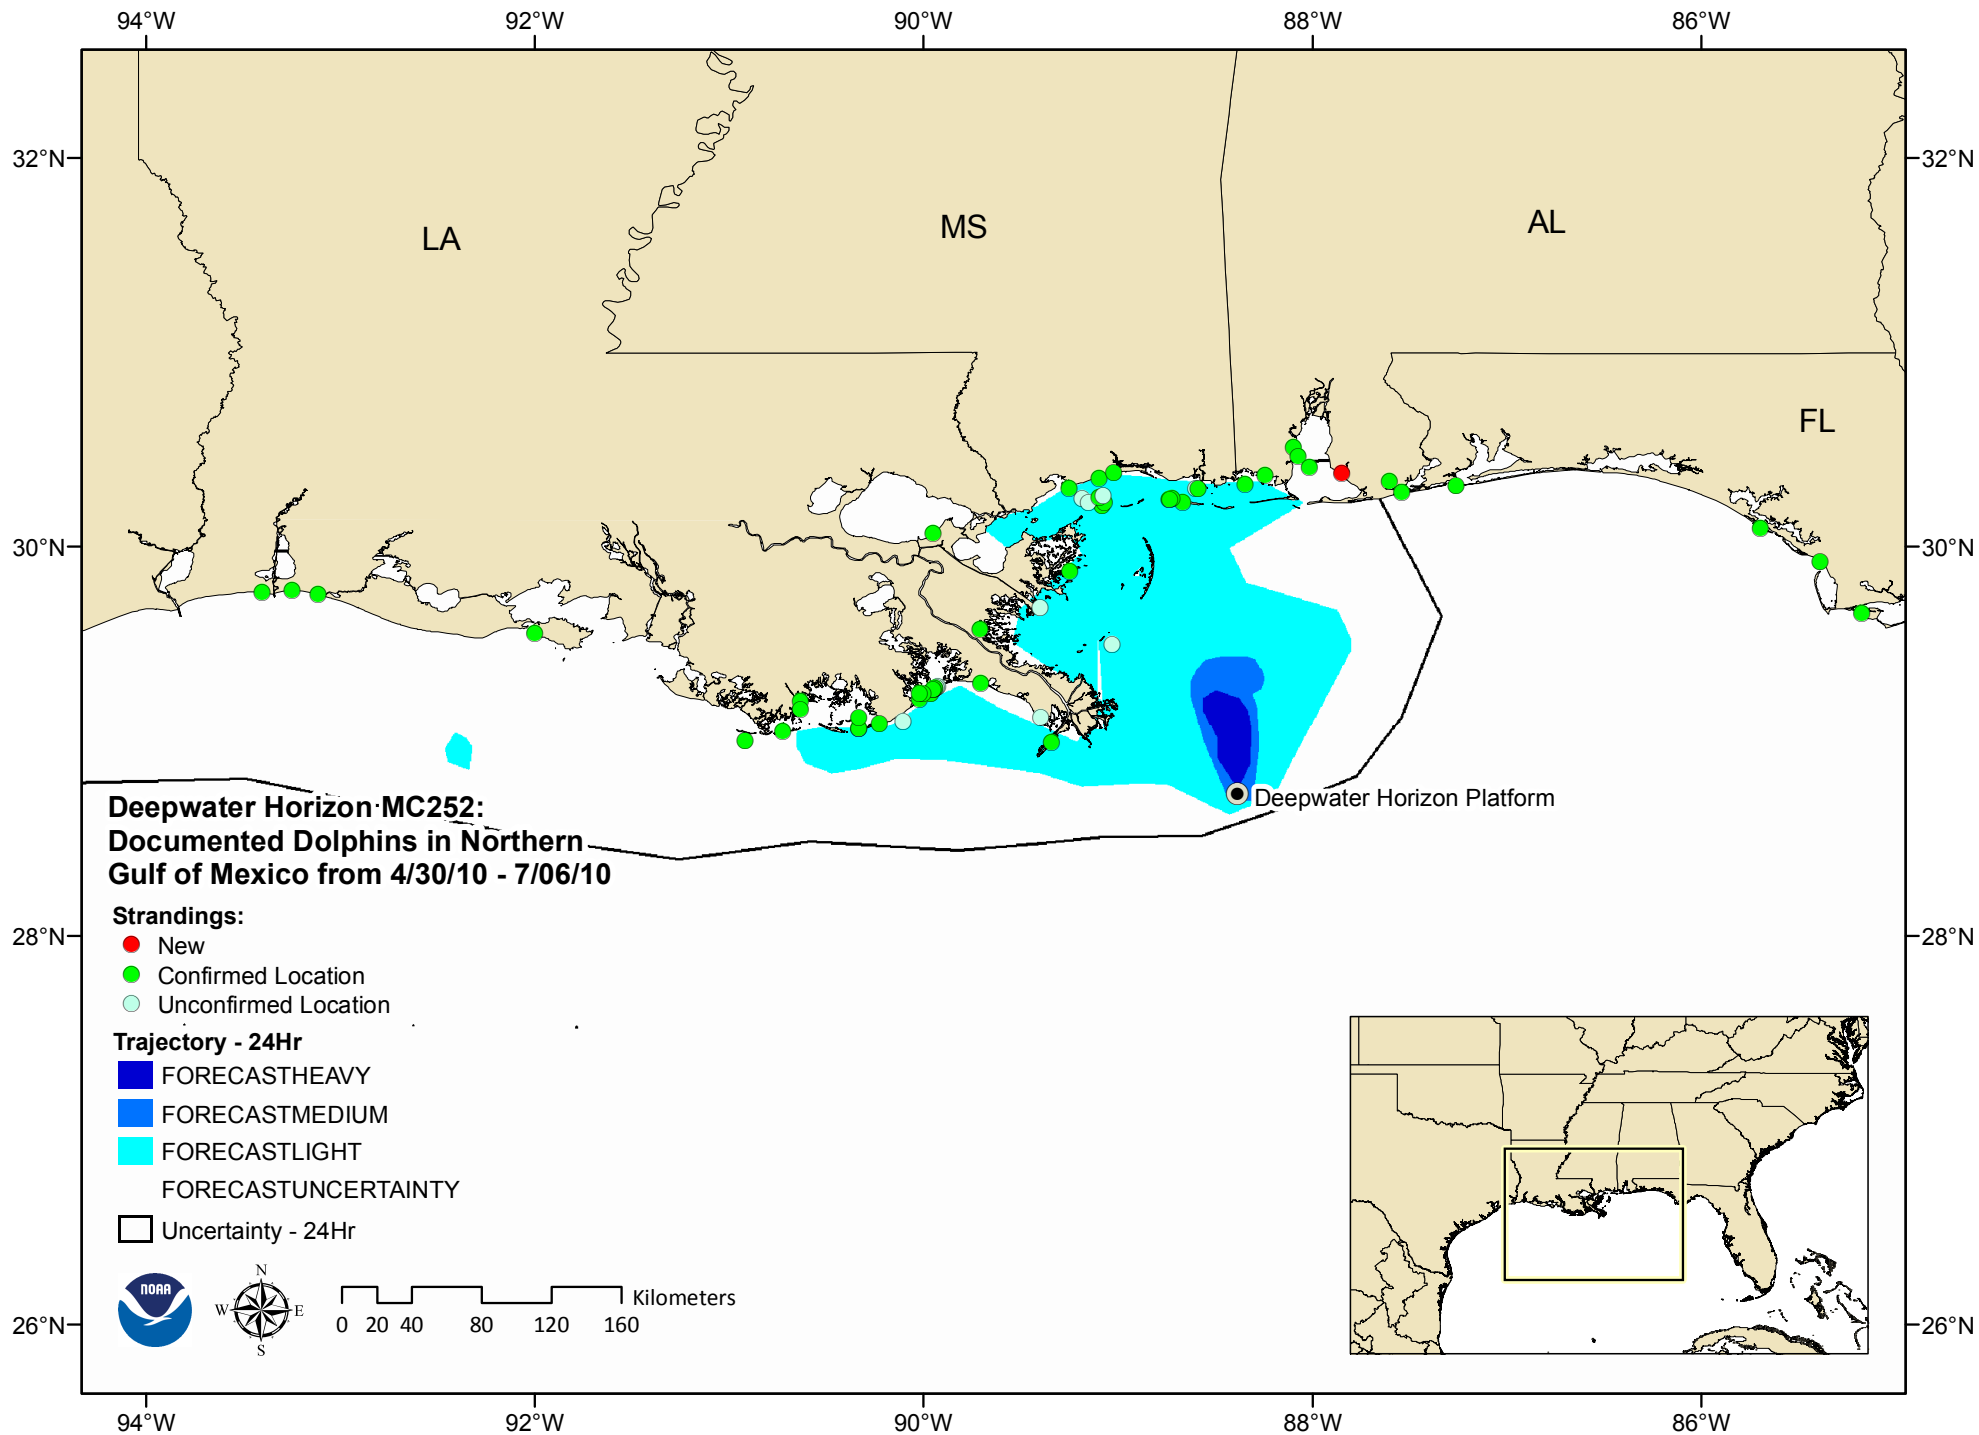 94°W 92°W 90°W 88°W 86°W
32°N 32°N
LA MS AL
FL
30°N 30°N
Deepwater Horizon Platform
Deepwater Horizon MC252:
Documented Dolphins in Northern
Gulf of Mexico from 4/30/10 - 7/06/10
Strandings:
New
Confirmed Location
Unconfirmed Location
28°N 28°N
Trajectory - 24Hr
FORECASTHEAVY
FORECASTMEDIUM
FORECASTLIGHT
FORECASTUNCERTAINTY
Uncertainty - 24Hr
NOAA
N
W E
S
Kilometers
0 20 40 80 120 160
26°N 26°N
94°W 92°W 90°W 88°W 86°W